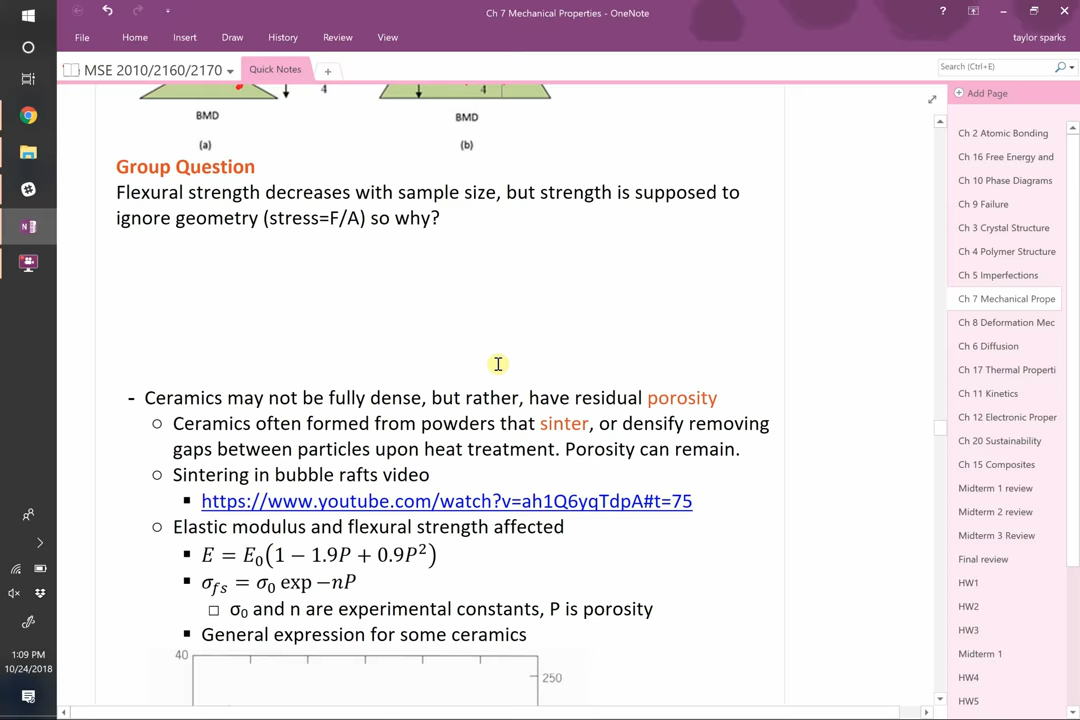 Ch 7 Mechanical Properties - OneNote
?
File Home Insert Draw History Review View
taylor sparks
MSE 2010/2160/2170
Quick Notes
+
Search (Ctrl+E)
4
4
BMD
BMD
(a)
(b)
Group Question
Flexural strength decreases with sample size, but strength is supposed to
ignore geometry (stress=F/A) so why?
- Ceramics may not be fully dense, but rather, have residual porosity
Ceramics often formed from powders that sinter, or densify removing
gaps between particles upon heat treatment. Porosity can remain.
Sintering in bubble rafts video
https://www.youtube.com/watch?v=ah1Q6yqTdpA#t=75
Elastic modulus and flexural strength affected
E = E₀(1 − 1.9P + 0.9P²)
σfs = σ₀ exp −nP
σ₀ and n are experimental constants, P is porosity
General expression for some ceramics
40
250
Add Page
Ch 2 Atomic Bonding
Ch 16 Free Energy and
Ch 10 Phase Diagrams
Ch 9 Failure
Ch 3 Crystal Structure
Ch 4 Polymer Structure
Ch 5 Imperfections
Ch 7 Mechanical Prope
Ch 8 Deformation Mec
Ch 6 Diffusion
Ch 17 Thermal Properti
Ch 11 Kinetics
Ch 12 Electronic Proper
Ch 20 Sustainability
Ch 15 Composites
Midterm 1 review
Midterm 2 review
Midterm 3 Review
Final review
HW1
HW2
HW3
Midterm 1
HW4
HW5
1:09 PM
10/24/2018